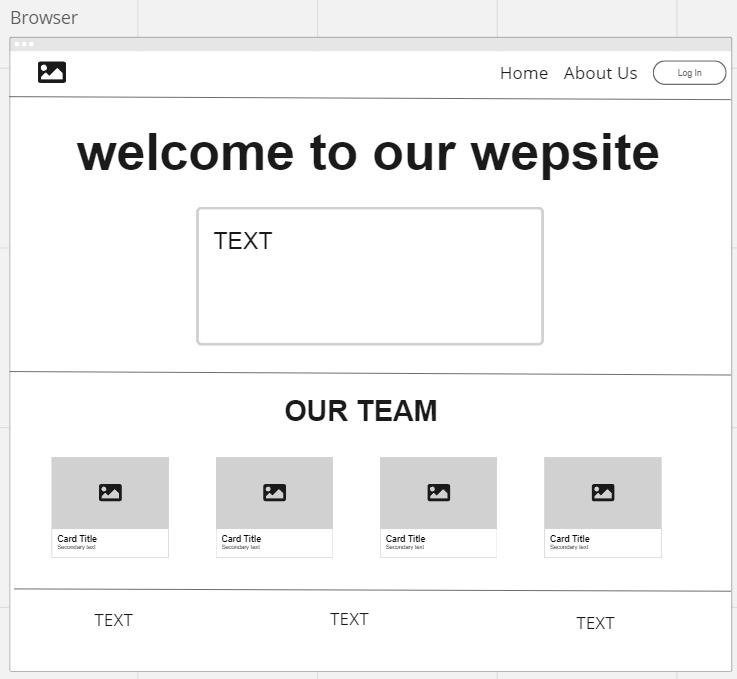 Browser
Home About Us Log In
welcome to our wepsite
TEXT
OUR TEAM
Card Title Card Title Card Title Card Title
Secondary text Secondary text Secondary text Secondary text
TEXT TEXT TEXT